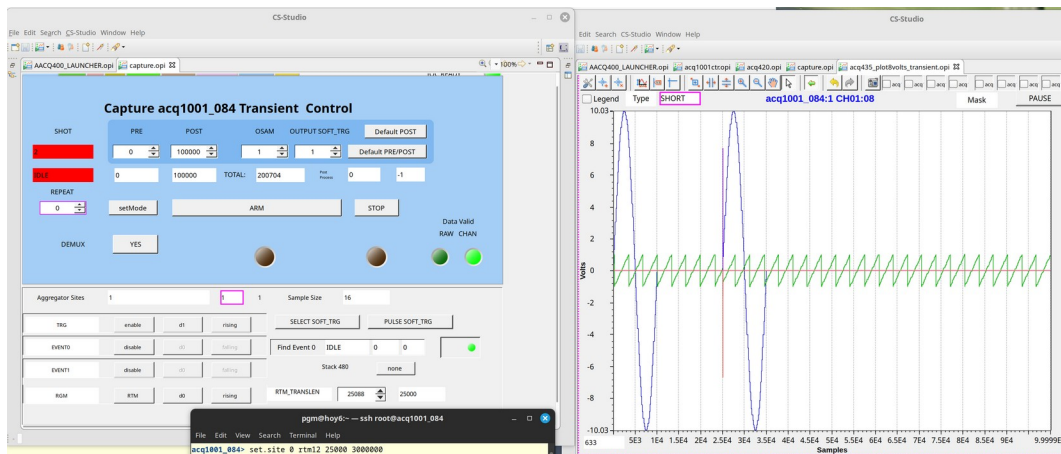 CS-Studio
File Edit Search CS-Studio Window Help
AACQ400_LAUNCHER.opi capture.opi
100%
Capture acq1001_084 Transient Control
SHOT PRE POST OSAM OUTPUT SOFT_TRG Default POST
0 100000 1 1 Default PRE/POST
IDLE 0 100000 TOTAL: 200704 Post Process 0 -1
REPEAT
0 setMode ARM STOP
Data Valid
RAW CHAN
DEMUX YES
Aggregator Sites 1 1 1 Sample Size 16
TRG enable d1 rising SELECT SOFT_TRG PULSE SOFT_TRG
EVENT0 disable d0 falling Find Event 0 IDLE 0 0
EVENT1 disable d0 falling Stack 480 none
RGM RTM d0 rising RTM_TRANSLEN 25088 25000
pgm@hoy6:~ — ssh root@acq1001_084
File Edit View Search Terminal Help
acq1001_084> set.site 0 rtm12 25000 3000000
CS-Studio
Edit Search CS-Studio Window Help
AACQ400_LAUNCHER.opi acq1001ctrl.opi acq420.opi capture.opi acq435_plot8volts_transient.opi
acq acq acq acq acq acq acq acq
Legend Type SHORT acq1001_084:1 CH01:08 Mask PAUSE
10.03
8
6
4
2
0
-2
-4
-6
-8
-10.03
Volts
633 5E3 1E4 1.5E4 2E4 2.5E4 3E4 3.5E4 4E4 4.5E4 5E4 5.5E4 6E4 6.5E4 7E4 7.5E4 8E4 8.5E4 9E4 9.9999E
Samples